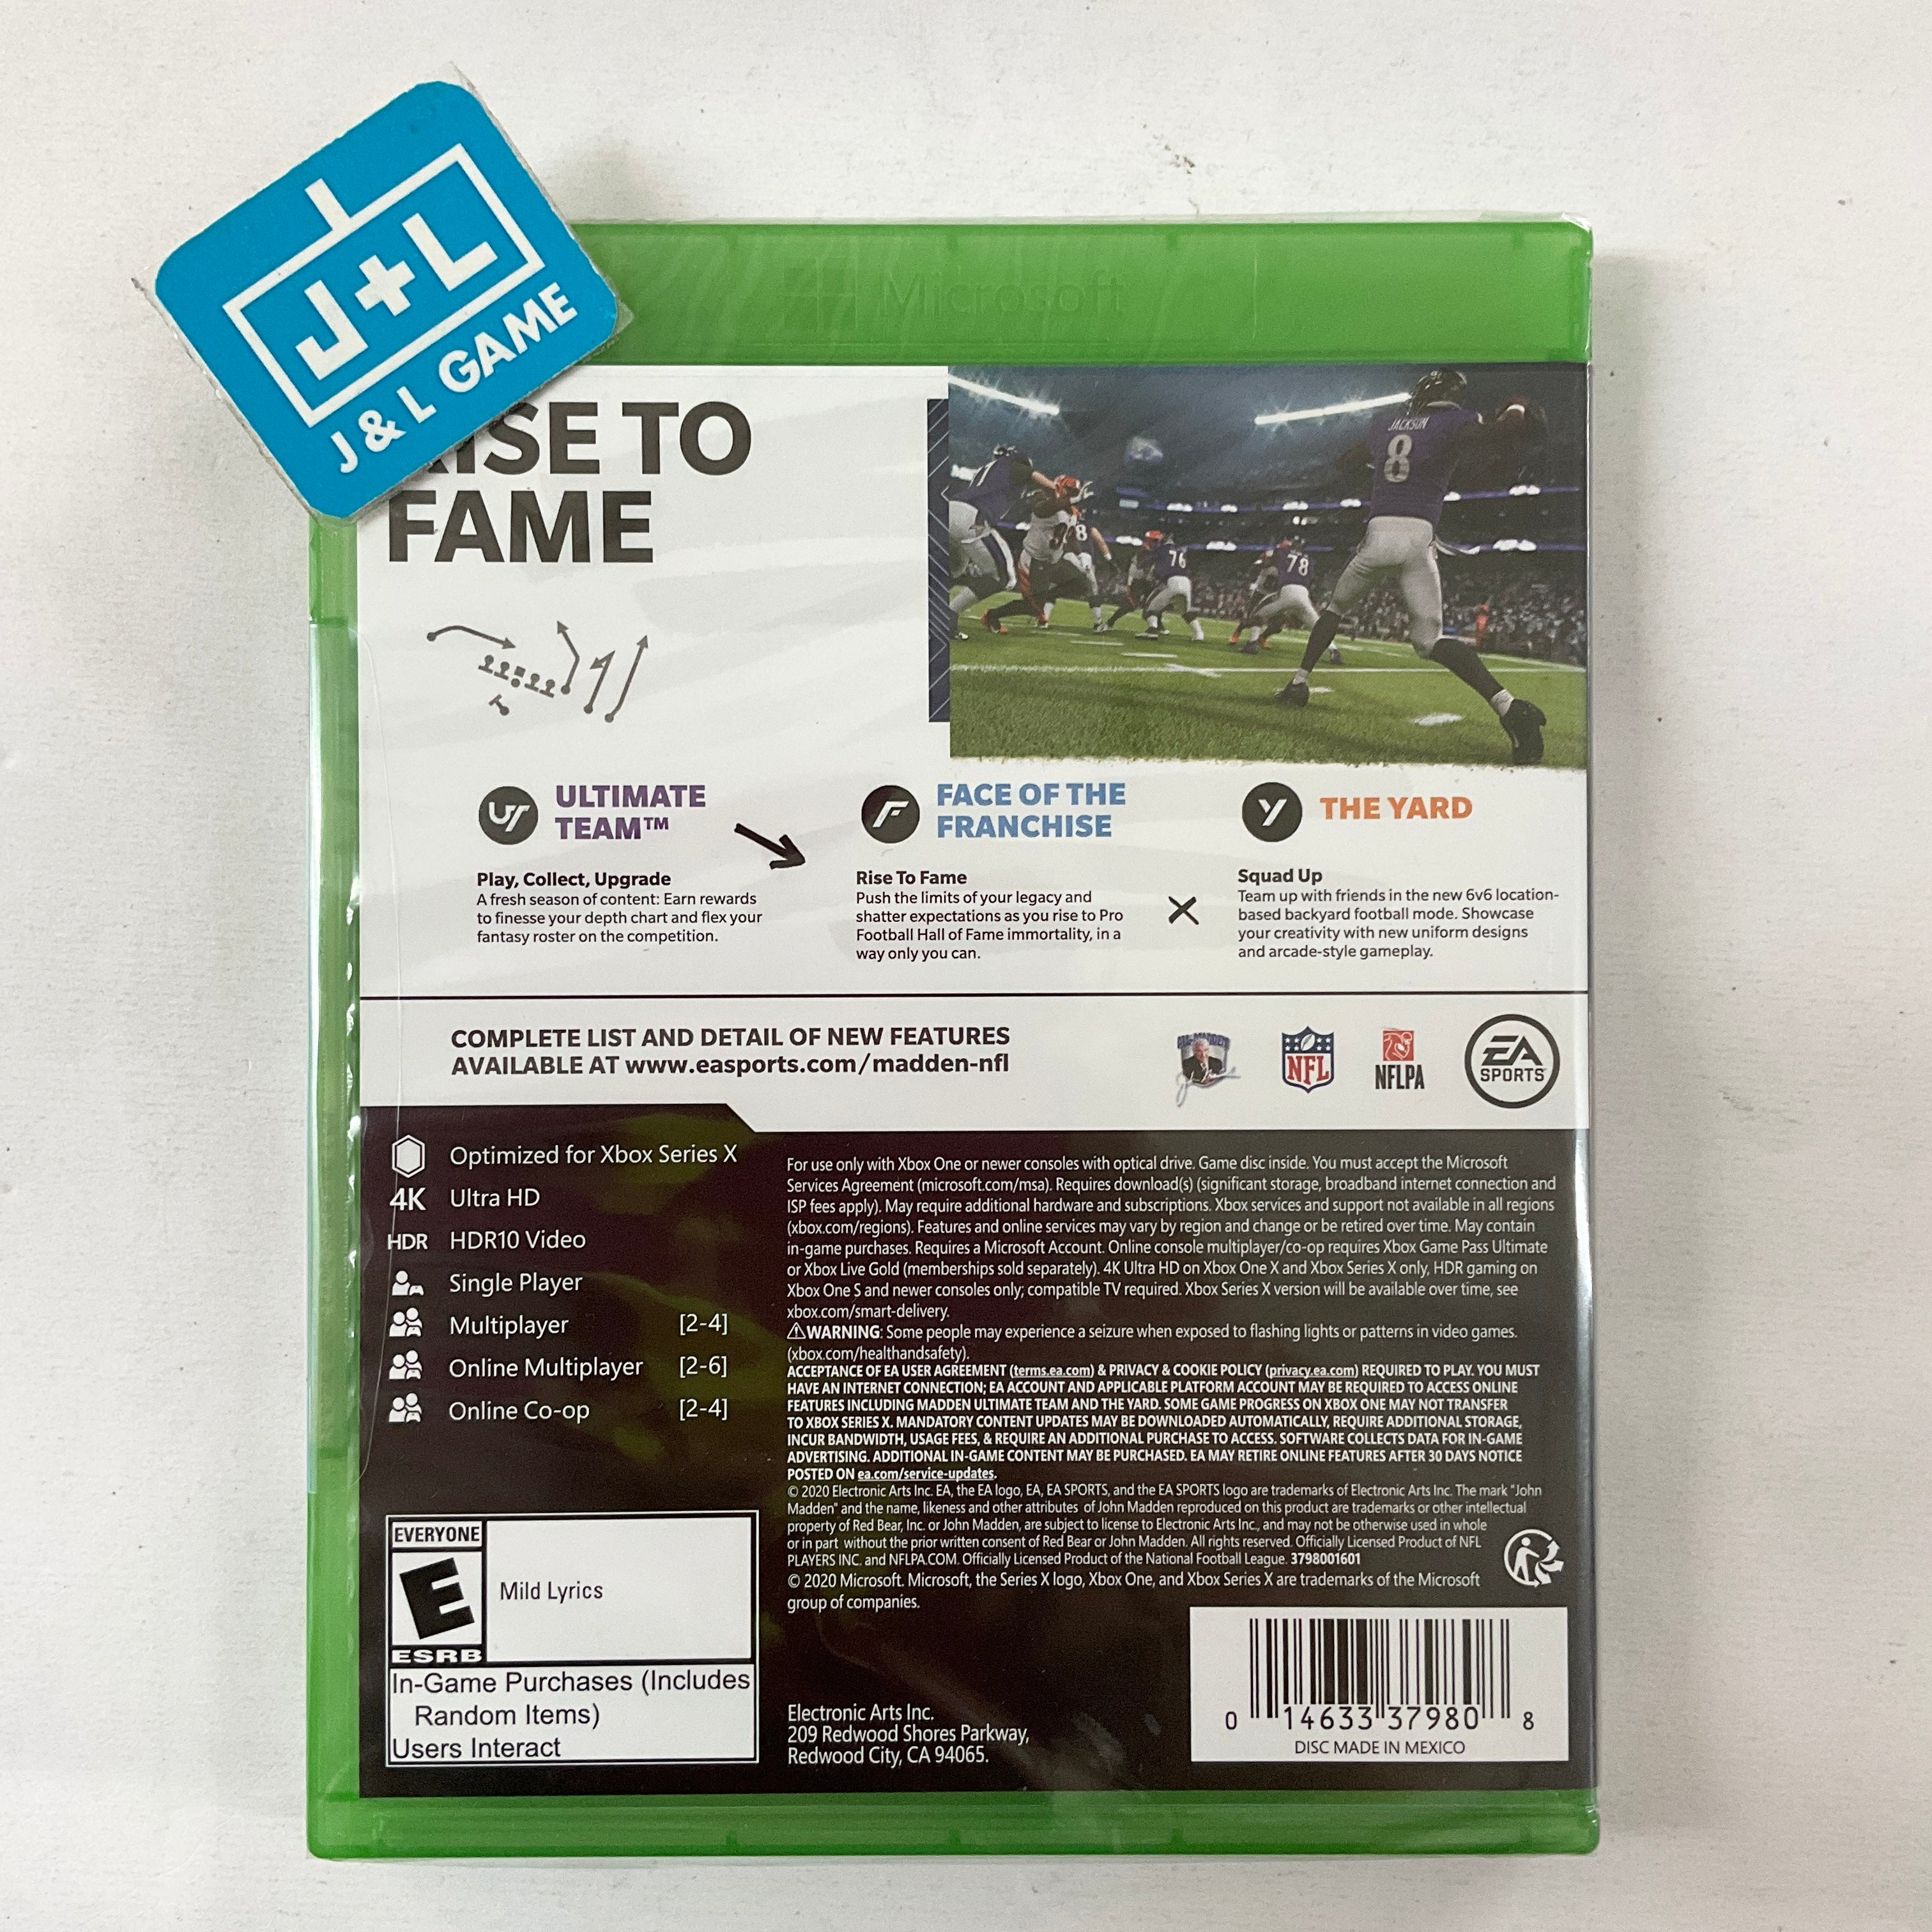 J+L
J & L GAME
Microsoft
RISE TO
FAME
JACKSON
8
76
78
UT
ULTIMATE
TEAM™
Play, Collect, Upgrade
A fresh season of content: Earn rewards
to finesse your depth chart and flex your
fantasy roster on the competition.
F
FACE OF THE
FRANCHISE
Rise To Fame
Push the limits of your legacy and
shatter expectations as you rise to Pro
Football Hall of Fame immortality, in a
way only you can.
Y
THE YARD
Squad Up
Team up with friends in the new 6v6 location-
based backyard football mode. Showcase
your creativity with new uniform designs
and arcade-style gameplay.
COMPLETE LIST AND DETAIL OF NEW FEATURES
AVAILABLE AT www.easports.com/madden-nfl
NFL
NFLPA
EA
SPORTS
Optimized for Xbox Series X
4K Ultra HD
HDR HDR10 Video
Single Player
Multiplayer [2-4]
Online Multiplayer [2-6]
Online Co-op [2-4]
For use only with Xbox One or newer consoles with optical drive. Game disc inside. You must accept the Microsoft
Services Agreement (microsoft.com/msa). Requires download(s) (significant storage, broadband internet connection and
ISP fees apply). May require additional hardware and subscriptions. Xbox services and support not available in all regions
(xbox.com/regions). Features and online services may vary by region and change or be retired over time. May contain
in-game purchases. Requires a Microsoft Account. Online console multiplayer/co-op requires Xbox Game Pass Ultimate
or Xbox Live Gold (memberships sold separately). 4K Ultra HD on Xbox One X and Xbox Series X only, HDR gaming on
Xbox One S and newer consoles only; compatible TV required. Xbox Series X version will be available over time, see
xbox.com/smart-delivery.
⚠WARNING: Some people may experience a seizure when exposed to flashing lights or patterns in video games.
(xbox.com/healthandsafety).
ACCEPTANCE OF EA USER AGREEMENT (terms.ea.com) & PRIVACY & COOKIE POLICY (privacy.ea.com) REQUIRED TO PLAY. YOU MUST
HAVE AN INTERNET CONNECTION; EA ACCOUNT AND APPLICABLE PLATFORM ACCOUNT MAY BE REQUIRED TO ACCESS ONLINE
FEATURES INCLUDING MADDEN ULTIMATE TEAM AND THE YARD. SOME GAME PROGRESS ON XBOX ONE MAY NOT TRANSFER
TO XBOX SERIES X. MANDATORY CONTENT UPDATES MAY BE DOWNLOADED AUTOMATICALLY, REQUIRE ADDITIONAL STORAGE,
INCUR BANDWIDTH, USAGE FEES, & REQUIRE AN ADDITIONAL PURCHASE TO ACCESS. SOFTWARE COLLECTS DATA FOR IN-GAME
ADVERTISING. ADDITIONAL IN-GAME CONTENT MAY BE PURCHASED. EA MAY RETIRE ONLINE FEATURES AFTER 30 DAYS NOTICE
POSTED ON ea.com/service-updates.
© 2020 Electronic Arts Inc. EA, the EA logo, EA, EA SPORTS, and the EA SPORTS logo are trademarks of Electronic Arts Inc. The mark "John
Madden" and the name, likeness and other attributes of John Madden reproduced on this product are trademarks or other intellectual
property of Red Bear, Inc. or John Madden, are subject to license to Electronic Arts Inc., and may not be otherwise used in whole
or in part without the prior written consent of Red Bear or John Madden. All rights reserved. Officially Licensed Product of NFL
PLAYERS INC. and NFLPA.COM. Officially Licensed Product of the National Football League. 3798001601
© 2020 Microsoft. Microsoft, the Series X logo, Xbox One, and Xbox Series X are trademarks of the Microsoft
group of companies.
EVERYONE
E
ESRB
Mild Lyrics
In-Game Purchases (Includes
Random Items)
Users Interact
Electronic Arts Inc.
209 Redwood Shores Parkway,
Redwood City, CA 94065.
0 14633 37980 8
DISC MADE IN MEXICO